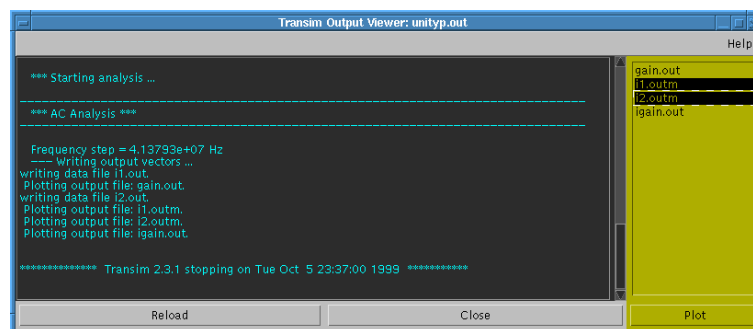 Transim Output Viewer: unityp.out
Help
*** Starting analysis ...
*** AC Analysis ***
Frequency step = 4.13793e+07 Hz
--- Writing output vectors ...
writing data file i1.out.
Plotting output file: gain.out.
writing data file i2.out.
Plotting output file: i1.outm.
Plotting output file: i2.outm.
Plotting output file: igain.out.
************** Transim 2.3.1 stopping on Tue Oct  5 23:37:00 1999 ***********
gain.out
i1.outm
i2.outm
igain.out
Reload
Close
Plot